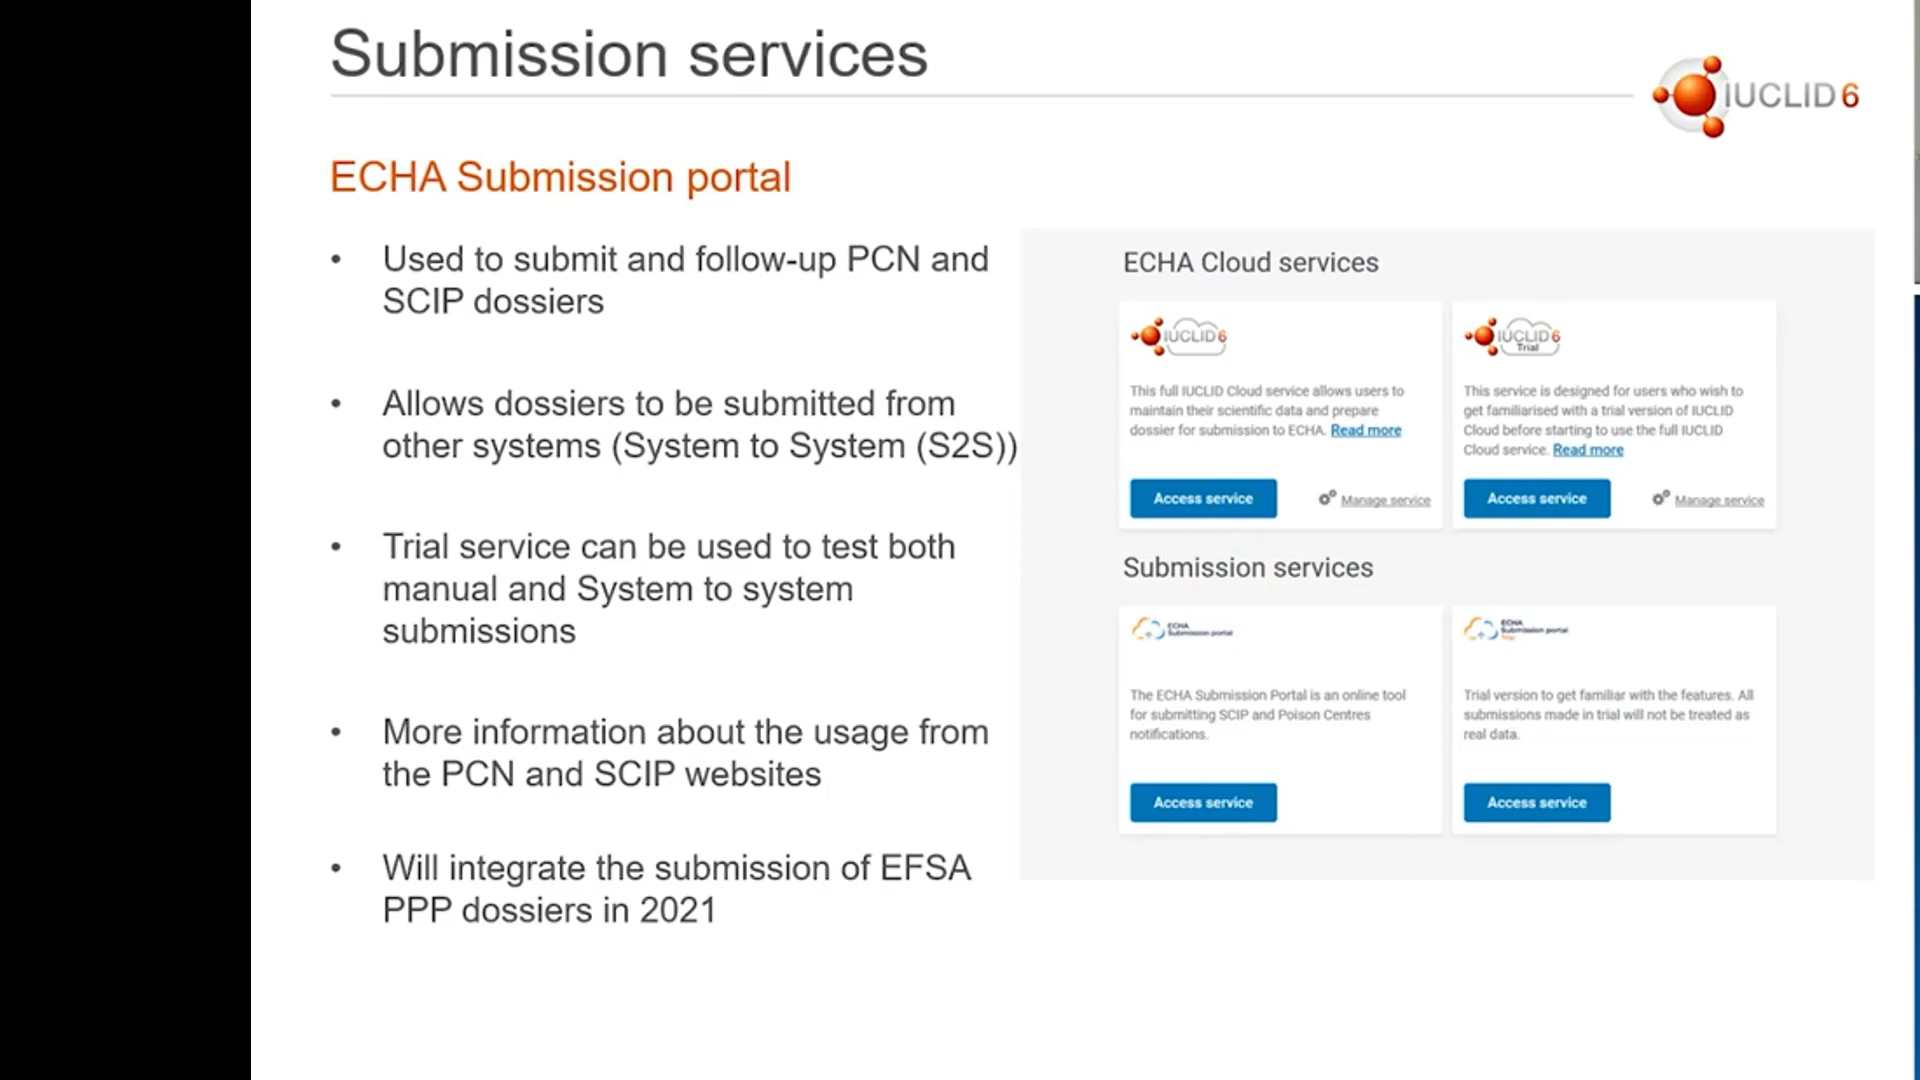 Submission services
IUCLID 6
ECHA Submission portal
• Used to submit and follow-up PCN and
SCIP dossiers
• Allows dossiers to be submitted from
other systems (System to System (S2S))
• Trial service can be used to test both
manual and System to system
submissions
• More information about the usage from
the PCN and SCIP websites
• Will integrate the submission of EFSA
PPP dossiers in 2021
ECHA Cloud services
IUCLID 6
This full IUCLID Cloud service allows users to
maintain their scientific data and prepare
dossier for submission to ECHA. Read more
Access service
Manage service
IUCLID 6
Trial
This service is designed for users who wish to
get familiarised with a trial version of IUCLID
Cloud before starting to use the full IUCLID
Cloud service. Read more
Access service
Manage service
Submission services
ECHA
Submission portal
The ECHA Submission Portal is an online tool
for submitting SCIP and Poison Centres
notifications.
Access service
ECHA
Submission portal
Trial
Trial version to get familiar with the features. All
submissions made in trial will not be treated as
real data.
Access service